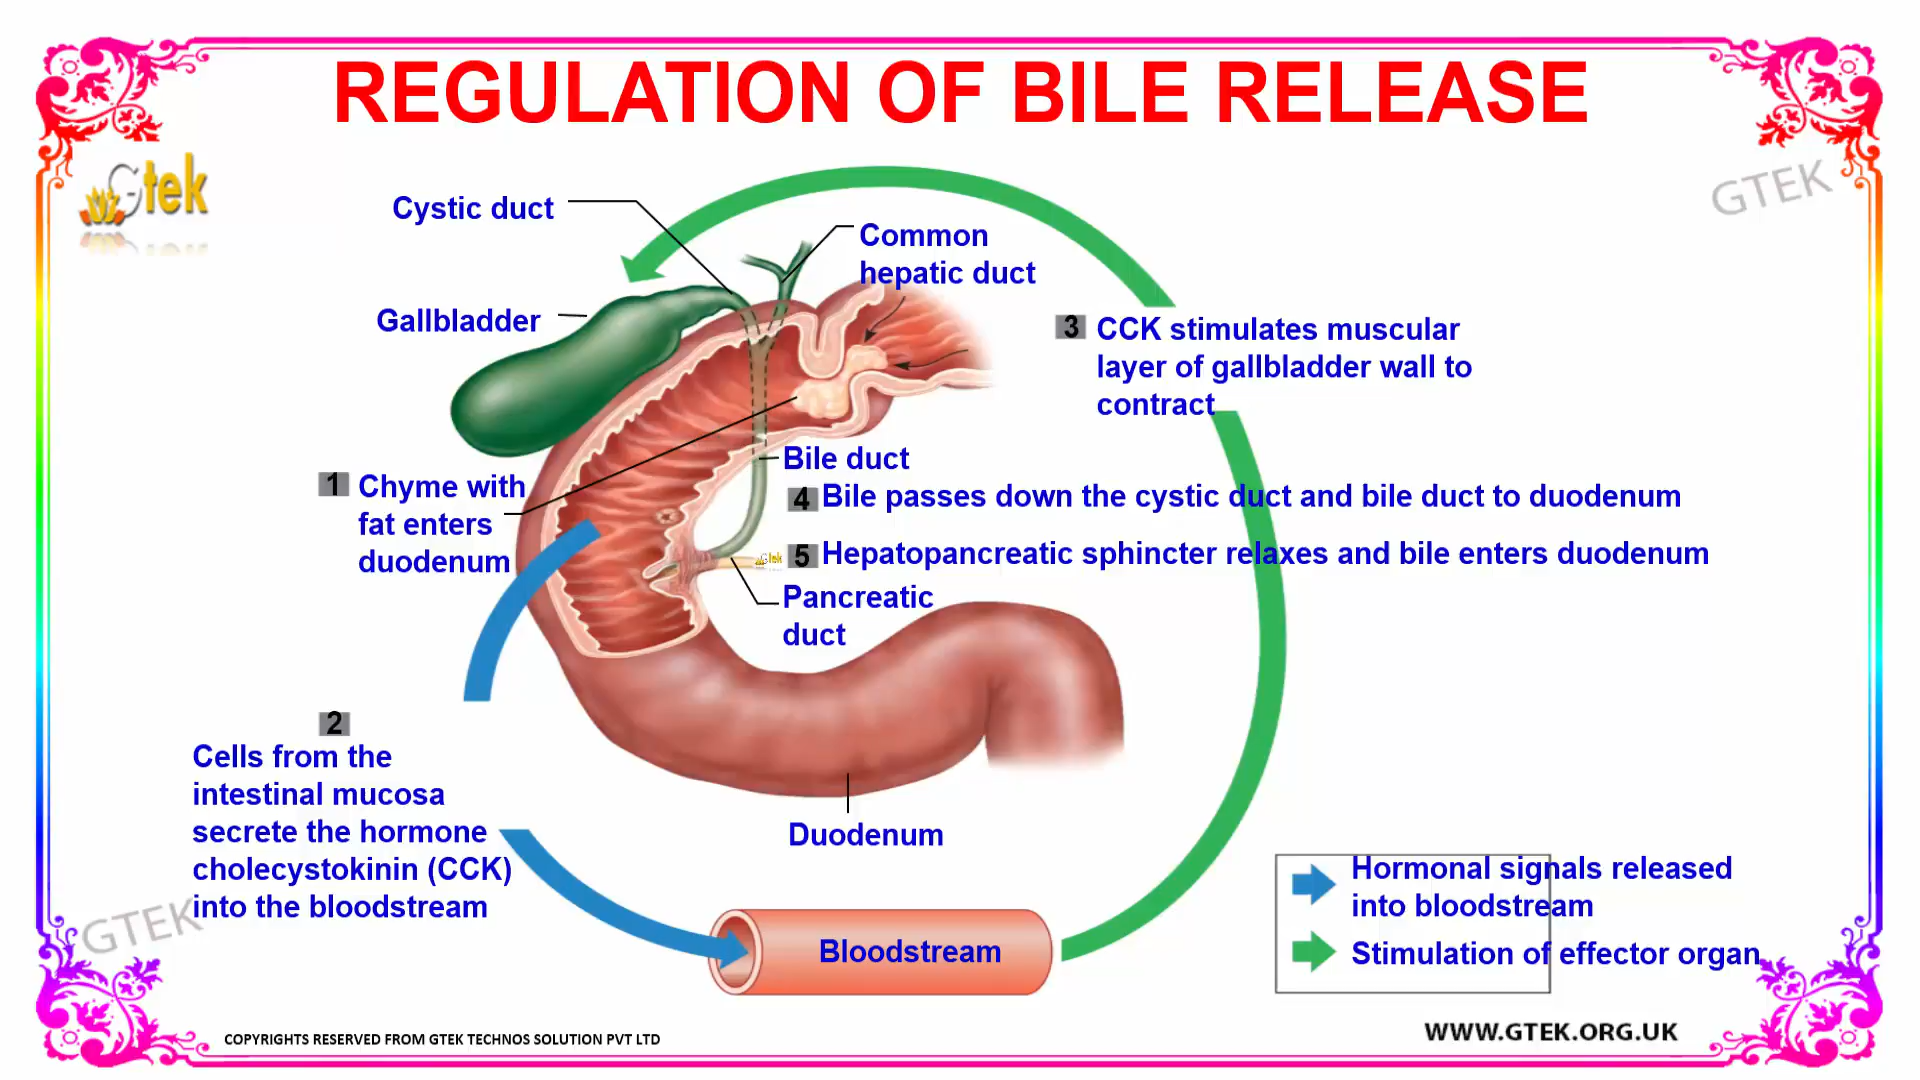 REGULATION OF BILE RELEASE
Gtek
GTEK
Cystic duct
Common
hepatic duct
Gallbladder
3 CCK stimulates muscular
layer of gallbladder wall to
contract
Bile duct
1 Chyme with
fat enters
duodenum
4 Bile passes down the cystic duct and bile duct to duodenum
5 Hepatopancreatic sphincter relaxes and bile enters duodenum
Gtek
Pancreatic
duct
2
Cells from the
intestinal mucosa
secrete the hormone
cholecystokinin (CCK)
into the bloodstream
Duodenum
GTEK
Bloodstream
Hormonal signals released
into bloodstream
Stimulation of effector organ
COPYRIGHTS RESERVED FROM GTEK TECHNOS SOLUTION PVT LTD
WWW.GTEK.ORG.UK